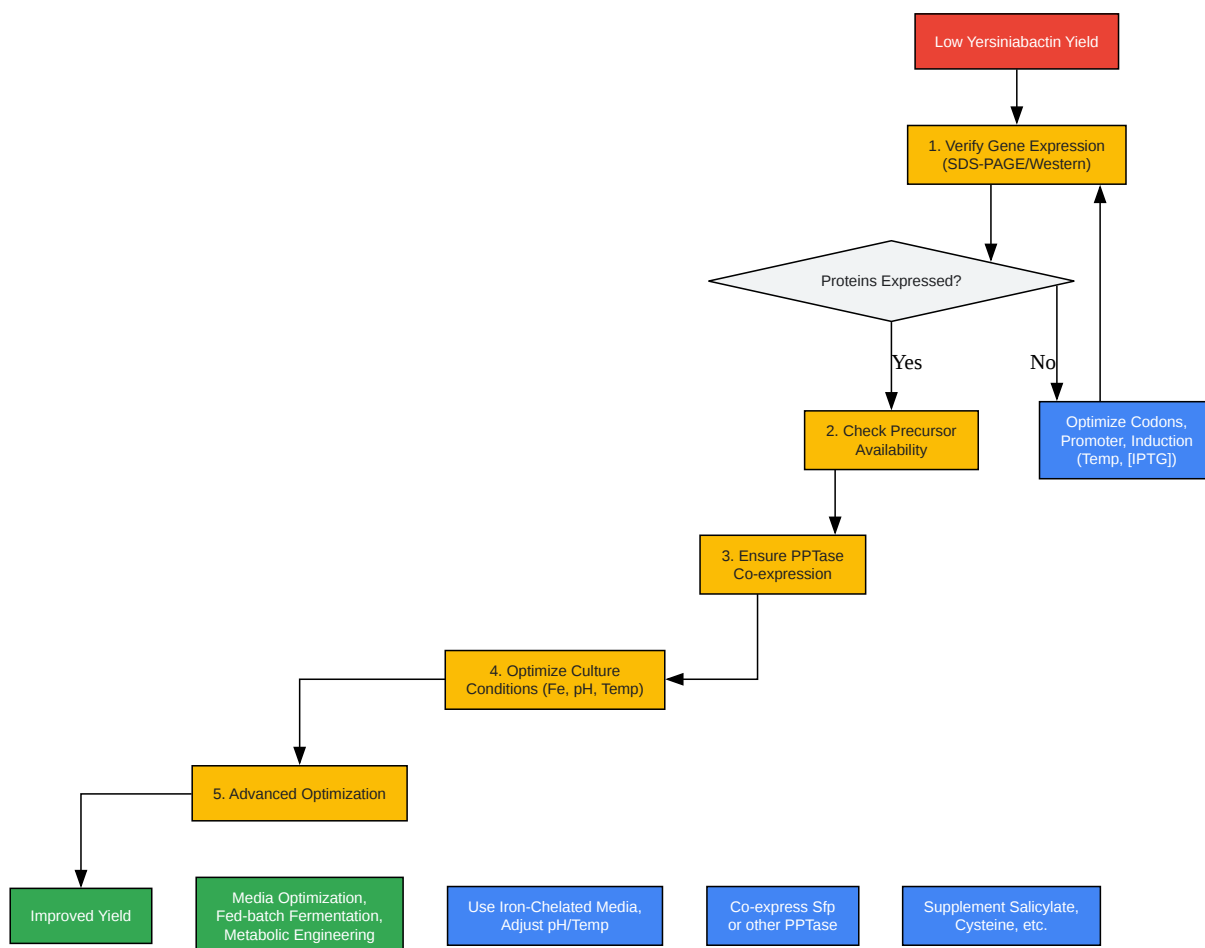 Low Yersiniabactin Yield
1. Verify Gene Expression
(SDS-PAGE/Western)
Proteins Expressed?
Yes
No
2. Check Precursor
Availability
Optimize Codons,
Promoter, Induction
(Temp, [IPTG])
3. Ensure PPTase
Co-expression
4. Optimize Culture
Conditions (Fe, pH, Temp)
5. Advanced Optimization
Improved Yield
Media Optimization,
Fed-batch Fermentation,
Metabolic Engineering
Use Iron-Chelated Media,
Adjust pH/Temp
Co-express Sfp
or other PPTase
Supplement Salicylate,
Cysteine, etc.